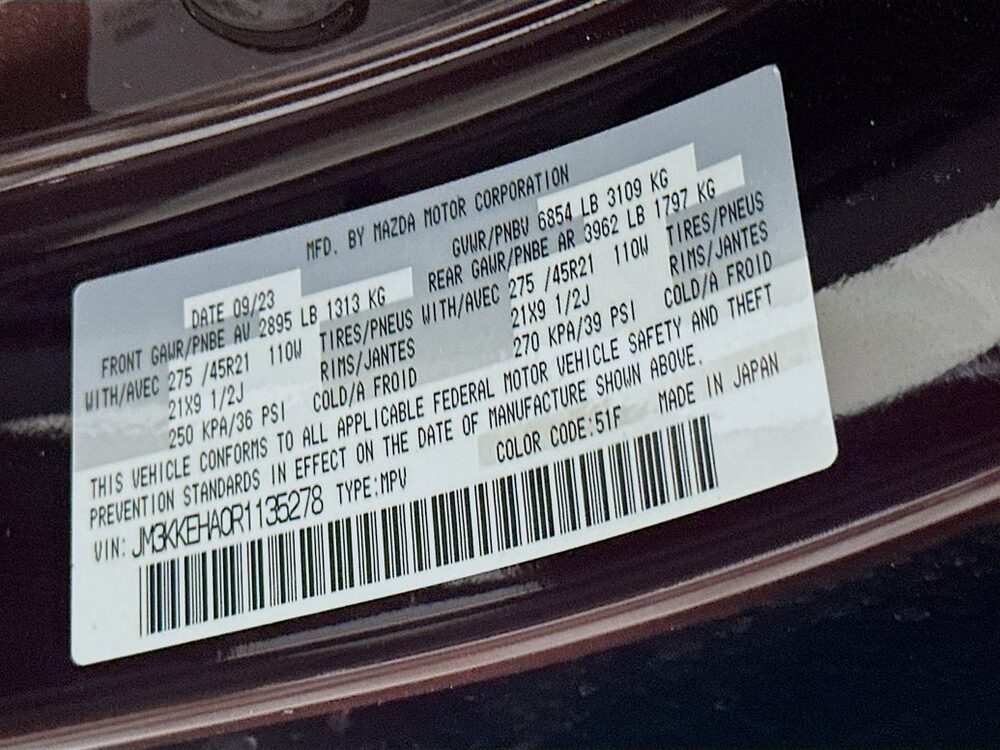 MFD. BY MAZDA MOTOR CORPORATION
DATE 09/23 GVWR/PNBV 6854 LB 3109 KG
FRONT GAWR/PNBE AV 2895 LB 1313 KG REAR GAWR/PNBE AR 3962 LB 1797 KG
WITH/AVEC 275 /45R21 110W TIRES/PNEUS WITH/AVEC 275 /45R21 110W TIRES/PNEUS
21X9 1/2J RIMS/JANTES 21X9 1/2J RIMS/JANTES
250 KPA/36 PSI COLD/A FROID 270 KPA/39 PSI COLD/A FROID
THIS VEHICLE CONFORMS TO ALL APPLICABLE FEDERAL MOTOR VEHICLE SAFETY AND THEFT
PREVENTION STANDARDS IN EFFECT ON THE DATE OF MANUFACTURE SHOWN ABOVE.
VIN: JM3KKEHA0R1135278 TYPE:MPV COLOR CODE:51F MADE IN JAPAN